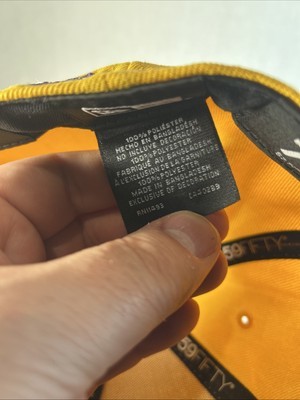 100% POLIÉSTER
HECHO EN BANGLADESH
NO INCLUYE DECORACIÓN
100% POLYESTER
FABRIQUÉ AU BANGLADESH
À L'EXCLUSION DE LA GARNITURE
100% POLYESTER
MADE IN BANGLADESH
EXCLUSIVE OF DECORATION
59FIFTY
59FIFTY